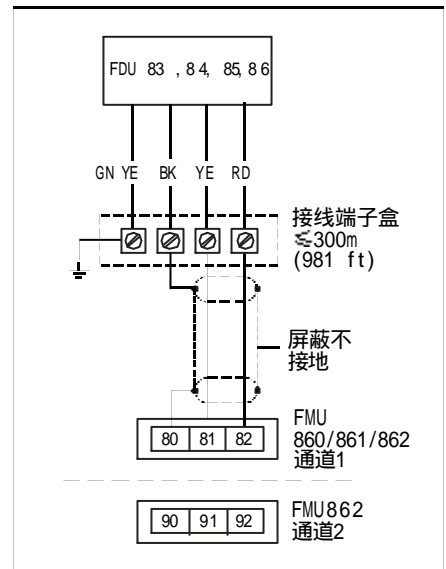 FDU 83 ,84, 85,86
GN YE BK YE RD
接线端子盒
≤300m
(981 ft)
屏蔽不
接地
FMU
860/861/862
通道1
80 81 82
FMU862
通道2
90 91 92